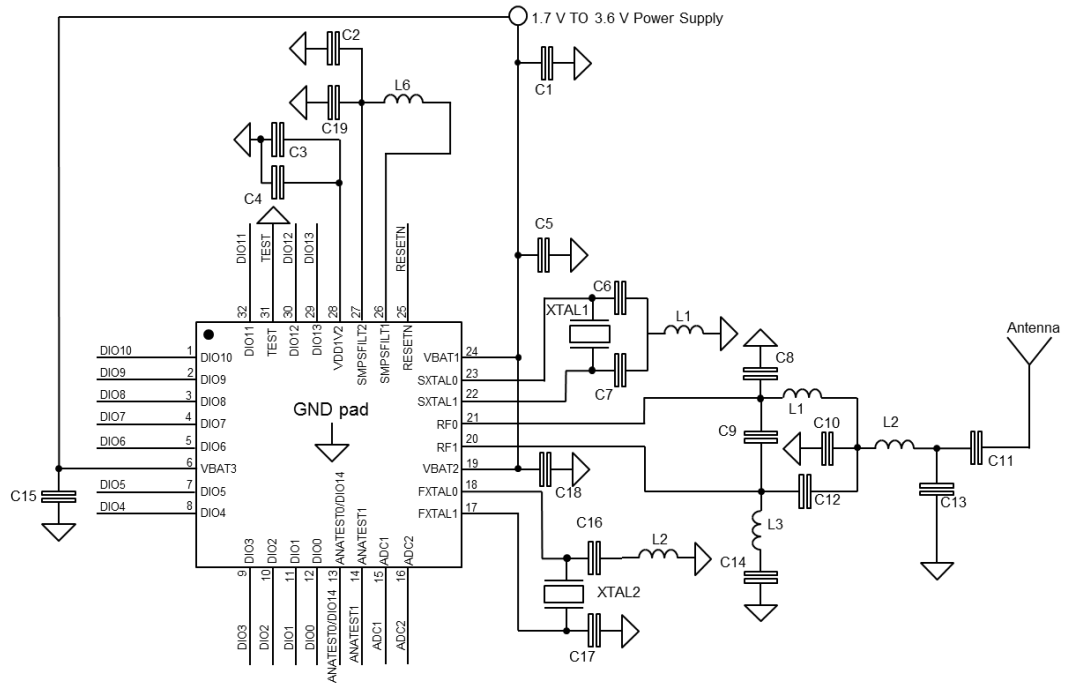 1.7 V TO 3.6 V Power Supply
C2
C1
L6
C19
C3
C4
C5
DIO11
TEST
DIO12
DIO13
RESETN
32
31
30
29
28
27
26
25
DIO11
TEST
DIO12
DIO13
VDD1V2
SMPSFILT2
SMPSFILT1
RESETN
C6
XTAL1
L1
C7
Antenna
DIO10 1 DIO10
DIO9 2 DIO9
DIO8 3 DIO8
DIO7 4 DIO7
DIO6 5 DIO6
6 VBAT3
DIO5 7 DIO5
DIO4 8 DIO4
C15
GND pad
VBAT1 24
SXTAL0 23
SXTAL1 22
RF0 21
RF1 20
VBAT2 19
FXTAL0 18
FXTAL1 17
C8
L1
C9
C10
L2
C11
C18
C12
C13
L3
C14
C16
L2
XTAL2
C17
DIO3
DIO2
DIO1
DIO0
ANATEST0/DIO14
ANATEST1
ADC1
ADC2
9
10
11
12
13
14
15
16
DIO3
DIO2
DIO1
DIO0
ANATEST0/DIO14
ANATEST1
ADC1
ADC2